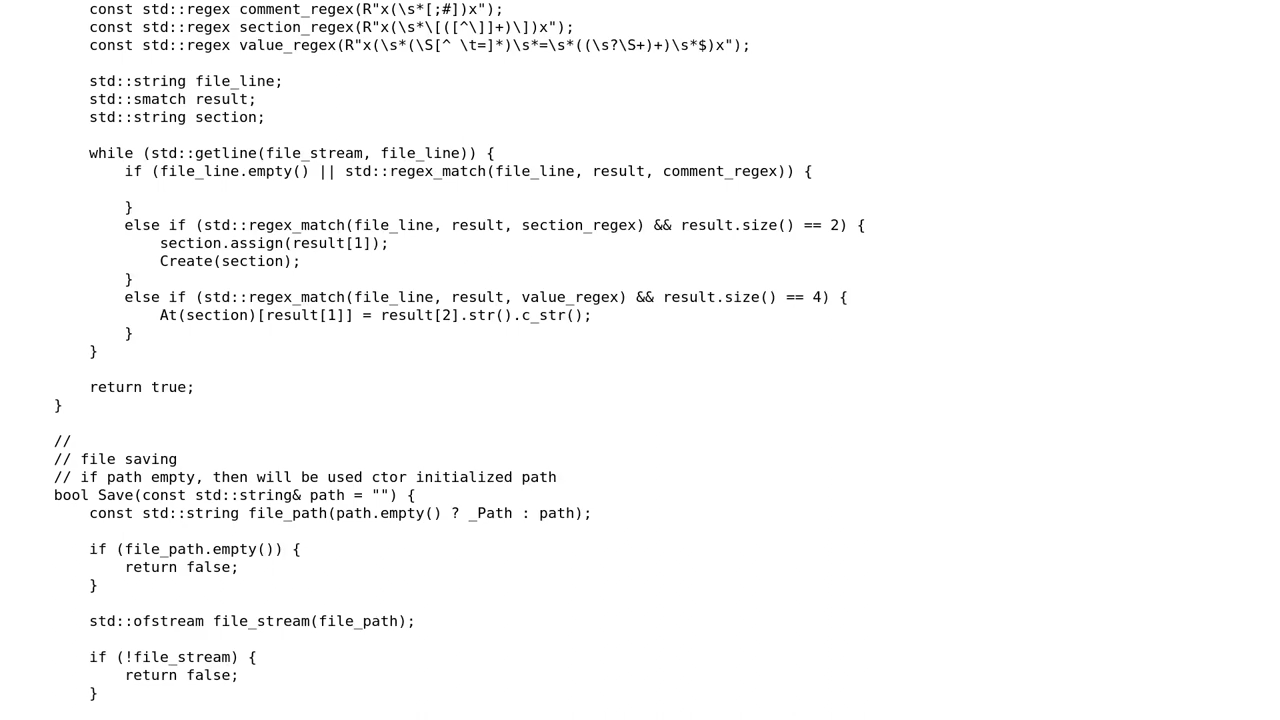 const std::regex comment_regex(R"x(\s*[;#])x");
const std::regex section_regex(R"x(\s*\[([^\]]+)\])x");
const std::regex value_regex(R"x(\s*(\S[^ \t=]*)\s*=\s*((\s?\S+)+)\s*$)x");
std::string file_line;
std::smatch result;
std::string section;
while (std::getline(file_stream, file_line)) {
if (file_line.empty() || std::regex_match(file_line, result, comment_regex)) {
}
else if (std::regex_match(file_line, result, section_regex) && result.size() == 2) {
section.assign(result[1]);
Create(section);
}
else if (std::regex_match(file_line, result, value_regex) && result.size() == 4) {
At(section)[result[1]] = result[2].str().c_str();
}
}
return true;
}
//
// file saving
// if path empty, then will be used ctor initialized path
bool Save(const std::string& path = "") {
const std::string file_path(path.empty() ? _Path : path);
if (file_path.empty()) {
return false;
}
std::ofstream file_stream(file_path);
if (!file_stream) {
return false;
}